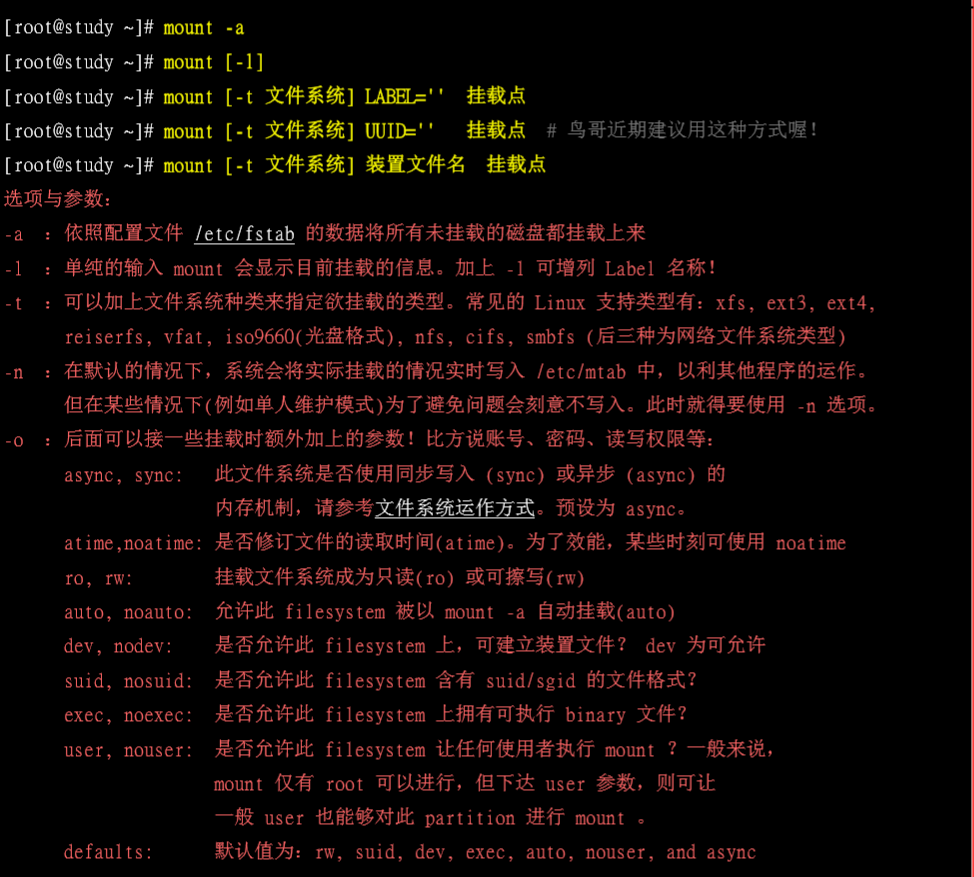 [root@study ~]# mount -a
[root@study ~]# mount [-l]
[root@study ~]# mount [-t 文件系统] LABEL='' 挂载点
[root@study ~]# mount [-t 文件系统] UUID='' 挂载点 # 鸟哥近期建议用这种方式喔!
[root@study ~]# mount [-t 文件系统] 装置文件名 挂载点
选项与参数:
-a :依照配置文件 /etc/fstab 的数据将所有未挂载的磁盘都挂载上来
-l :单纯的输入 mount 会显示目前挂载的信息。加上 -l 可增列 Label 名称!
-t :可以加上文件系统种类来指定欲挂载的类型。常见的 Linux 支持类型有:xfs, ext3, ext4,
reiserfs, vfat, iso9660(光盘格式), nfs, cifs, smbfs (后三种为网络文件系统类型)
-n :在默认的情况下,系统会将实际挂载的情况实时写入 /etc/mtab 中,以利其他程序的运作。
但在某些情况下(例如单人维护模式)为了避免问题会刻意不写入。此时就得要使用 -n 选项。
-o :后面可以接一些挂载时额外加上的参数!比方说账号、密码、读写权限等:
async, sync: 此文件系统是否使用同步写入 (sync) 或异步 (async) 的
内存机制,请参考文件系统运作方式。预设为 async。
atime,noatime: 是否修订文件的读取时间(atime)。为了效能,某些时刻可使用 noatime
ro, rw: 挂载文件系统成为只读(ro) 或可擦写(rw)
auto, noauto: 允许此 filesystem 被以 mount -a 自动挂载(auto)
dev, nodev: 是否允许此 filesystem 上,可建立装置文件? dev 为可允许
suid, nosuid: 是否允许此 filesystem 含有 suid/sgid 的文件格式?
exec, noexec: 是否允许此 filesystem 上拥有可执行 binary 文件?
user, nouser: 是否允许此 filesystem 让任何使用者执行 mount ?一般来说,
mount 仅有 root 可以进行,但下达 user 参数,则可让
一般 user 也能够对此 partition 进行 mount 。
defaults: 默认值为:rw, suid, dev, exec, auto, nouser, and async